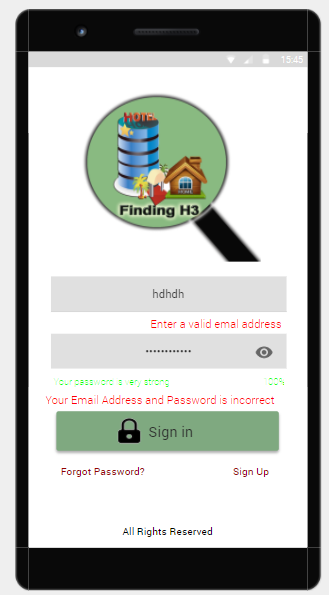 15:45
HOTEL
Finding H3
hdhdh
Enter a valid emal address
••••••••••••
Your password is very strong 100%
Your Email Address and Password is incorrect
Sign in
Forgot Password? Sign Up
All Rights Reserved